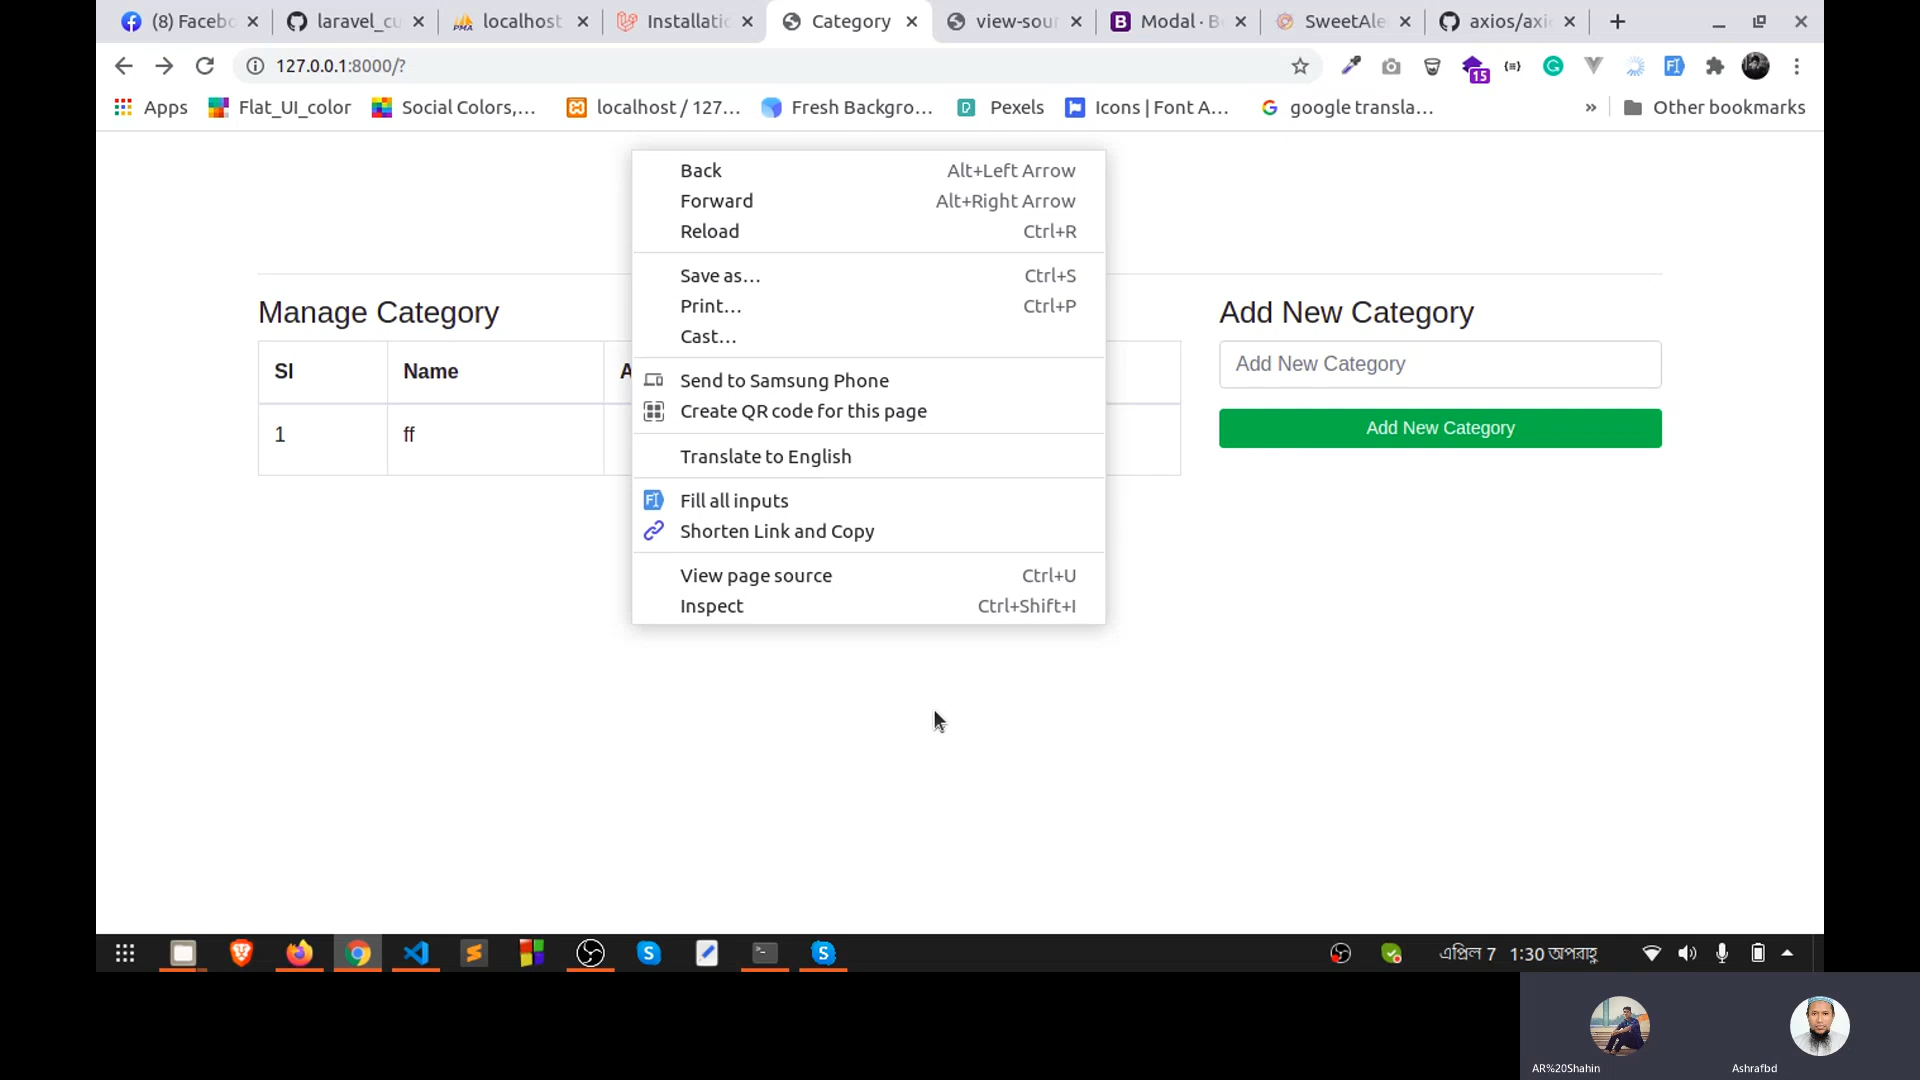 (8) Facebo
laravel_cu
localhost
Installatio
Category
view-sour
Modal · B
SweetAle
axios/axi
127.0.0.1:8000/?
15
Apps
Flat_UI_color
Social Colors,...
localhost / 127...
Fresh Backgro...
Pexels
Icons | Font A...
google transla...
»
Other bookmarks
Back Alt+Left Arrow
Forward Alt+Right Arrow
Reload Ctrl+R
Save as... Ctrl+S
Print... Ctrl+P
Cast...
Send to Samsung Phone
Create QR code for this page
Translate to English
Fill all inputs
Shorten Link and Copy
View page source Ctrl+U
Inspect Ctrl+Shift+I
Manage Category
Sl Name A
1 ff
Add New Category
Add New Category
Add New Category
এপ্রিল 7 1:30 অপরাহ্ণ
AR%20Shahin
Ashrafbd